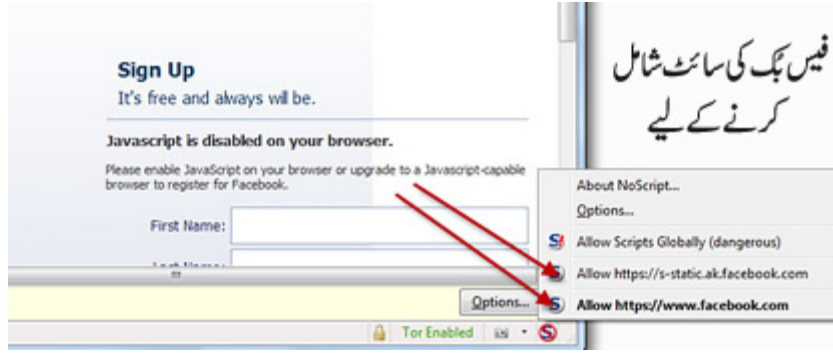 Sign Up
It's free and always will be.
Javascript is disabled on your browser.
Please enable JavaScript on your browser or upgrade to a Javascript-capable
browser to register for Facebook.
First Name:
Options...
Tor Enabled
فیس بک کی سائٹ شامل
کرنے کے لیے
About NoScript...
Options...
Allow Scripts Globally (dangerous)
Allow https://s-static.ak.facebook.com
Allow https://www.facebook.com